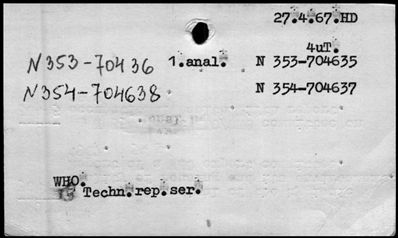 27.4.67.HD
4uT.
N353-70436 1.anal. N 353-704635
N354-704638 N 354-704637
WHO.
Techn.rep.ser.